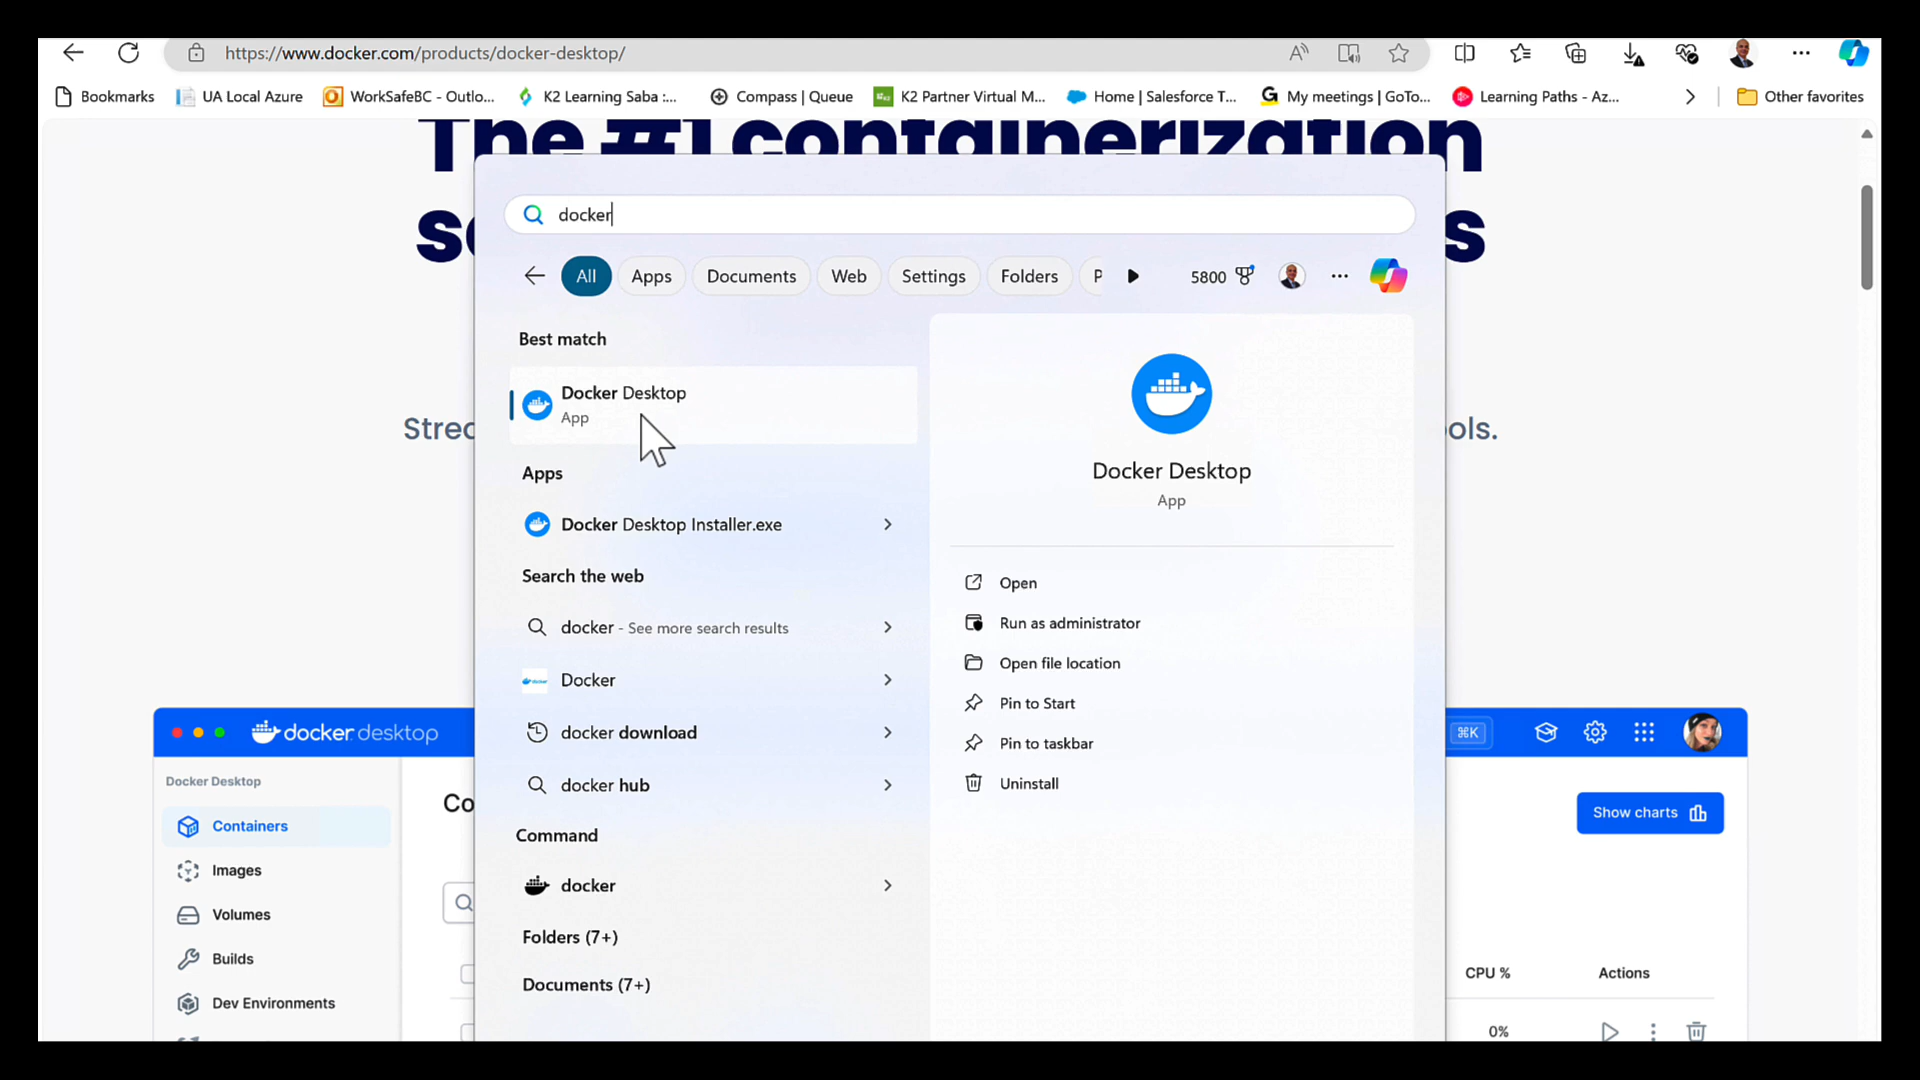 https://www.docker.com/products/docker-desktop/
Bookmarks
UA Local Azure
WorkSafeBC - Outlo...
K2 Learning Saba :...
Compass | Queue
K2 Partner Virtual M...
Home | Salesforce T...
My meetings | GoTo...
Learning Paths - Az...
Other favorites
The #1 containerization
docker
All
Apps
Documents
Web
Settings
Folders
P
5800
Best match
Docker Desktop
App
Apps
Docker Desktop Installer.exe
Search the web
docker - See more search results
Docker
docker download
docker hub
Command
docker
Folders (7+)
Documents (7+)
Docker Desktop
App
Open
Run as administrator
Open file location
Pin to Start
Pin to taskbar
Uninstall
docker desktop
⌘K
Docker Desktop
Containers
Images
Volumes
Builds
Dev Environments
Show charts
CPU %
Actions
0%